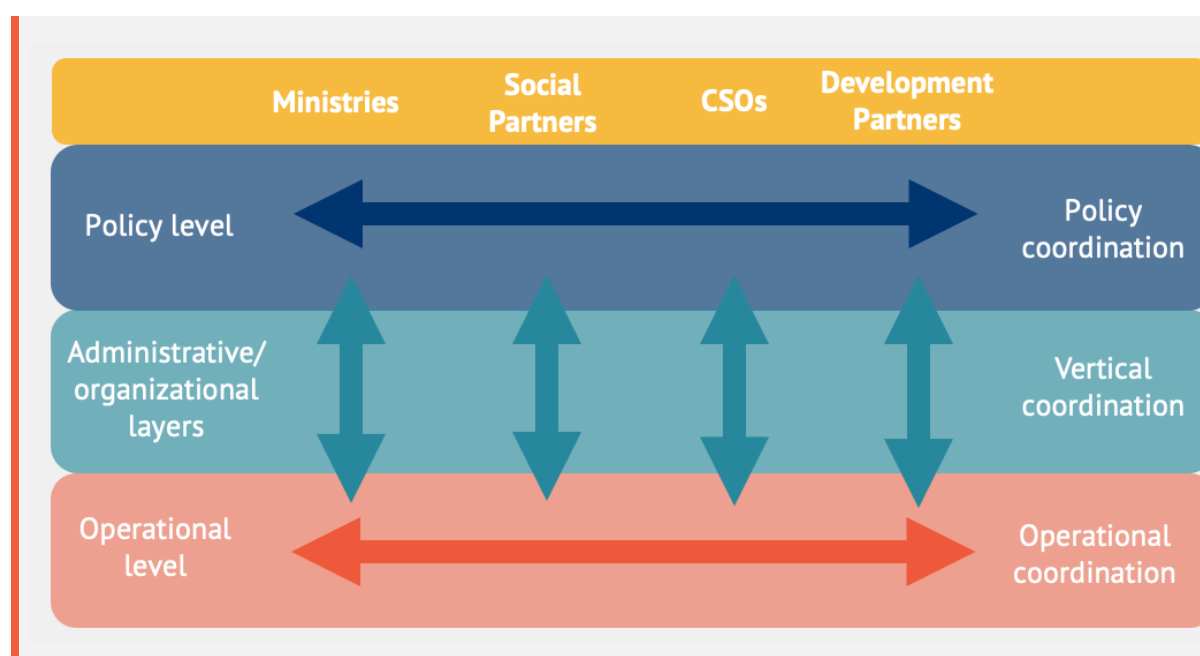 Ministries
Social
Partners
CSOs
Development
Partners
Policy level
Policy
coordination
Administrative/
organizational
layers
Vertical
coordination
Operational
level
Operational
coordination